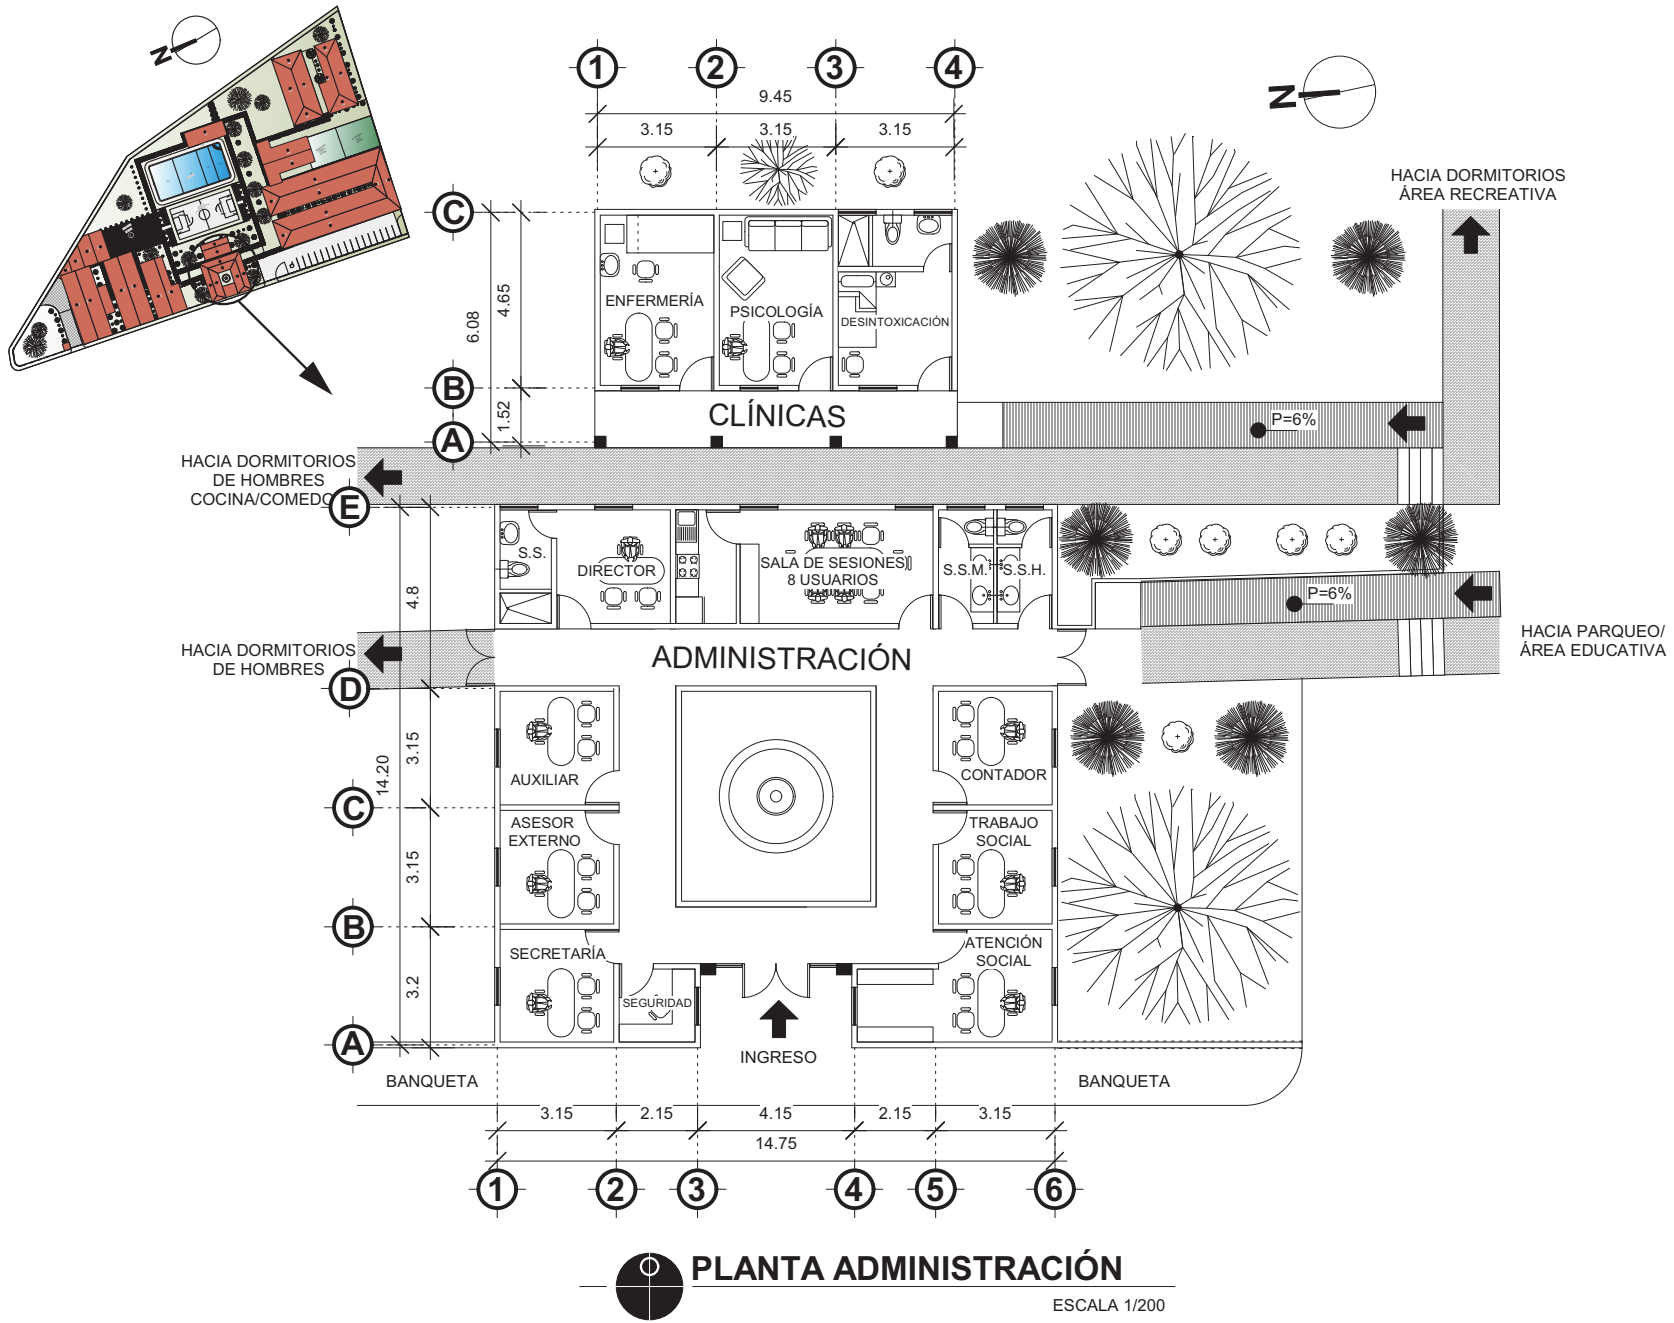 N
N
1
2
3
4
9.45
3.15
3.15
3.15
HACIA DORMITORIOS
ÁREA RECREATIVA
C
B
A
6.08
4.65
1.52
ENFERMERÍA
PSICOLOGÍA
DESINTOXICACIÓN
CLÍNICAS
P=6%
HACIA DORMITORIOS
DE HOMBRES
COCINA/COMEDO
E
S.S.
DIRECTOR
SALA DE SESIONES
8 USUARIOS
S.S.M.
S.S.H.
P=6%
HACIA PARQUEO/
ÁREA EDUCATIVA
HACIA DORMITORIOS
DE HOMBRES
ADMINISTRACIÓN
D
C
B
A
14.20
4.8
3.15
3.15
3.2
AUXILIAR
CONTADOR
ASESOR
EXTERNO
TRABAJO
SOCIAL
SECRETARÍA
ATENCIÓN
SOCIAL
SEGURIDAD
INGRESO
BANQUETA
BANQUETA
3.15
2.15
4.15
2.15
3.15
14.75
1
2
3
4
5
6
PLANTA ADMINISTRACIÓN
ESCALA 1/200